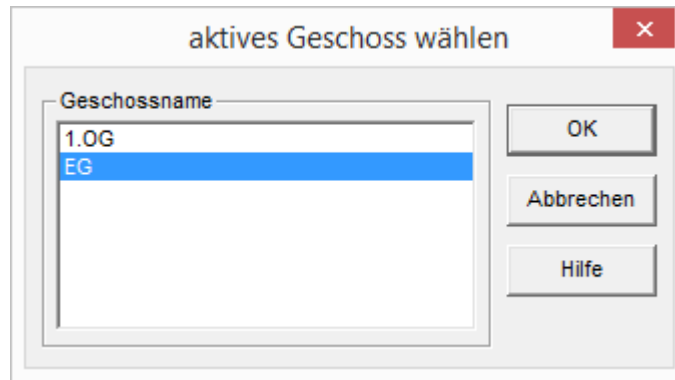 aktives Geschoss wählen
Geschossname
1.OG
EG
OK
Abbrechen
Hilfe